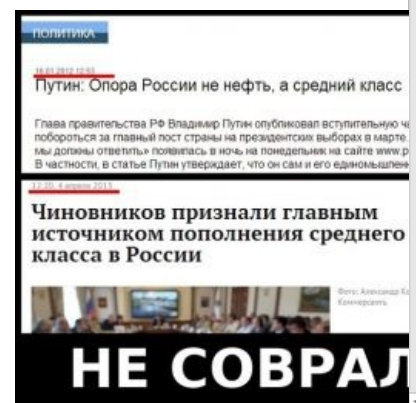 ПОЛИТИКА
16.01.2012 12:53
Путин: Опора России не нефть, а средний класс
Глава правительства РФ Владимир Путин опубликовал вступительную
побороться за главный пост страны на президентских выборах в марте.
мы должны ответить» появилась в ночь на понедельник на сайте www.p
В частности, в статье Путин утверждает, что он сам и его единомышлен
12:20, 4 апреля 2015
Чиновников признали главным
источником пополнения среднего
класса в России
Фото: Александр
Коммерсантъ
НЕ СОВРАЛ